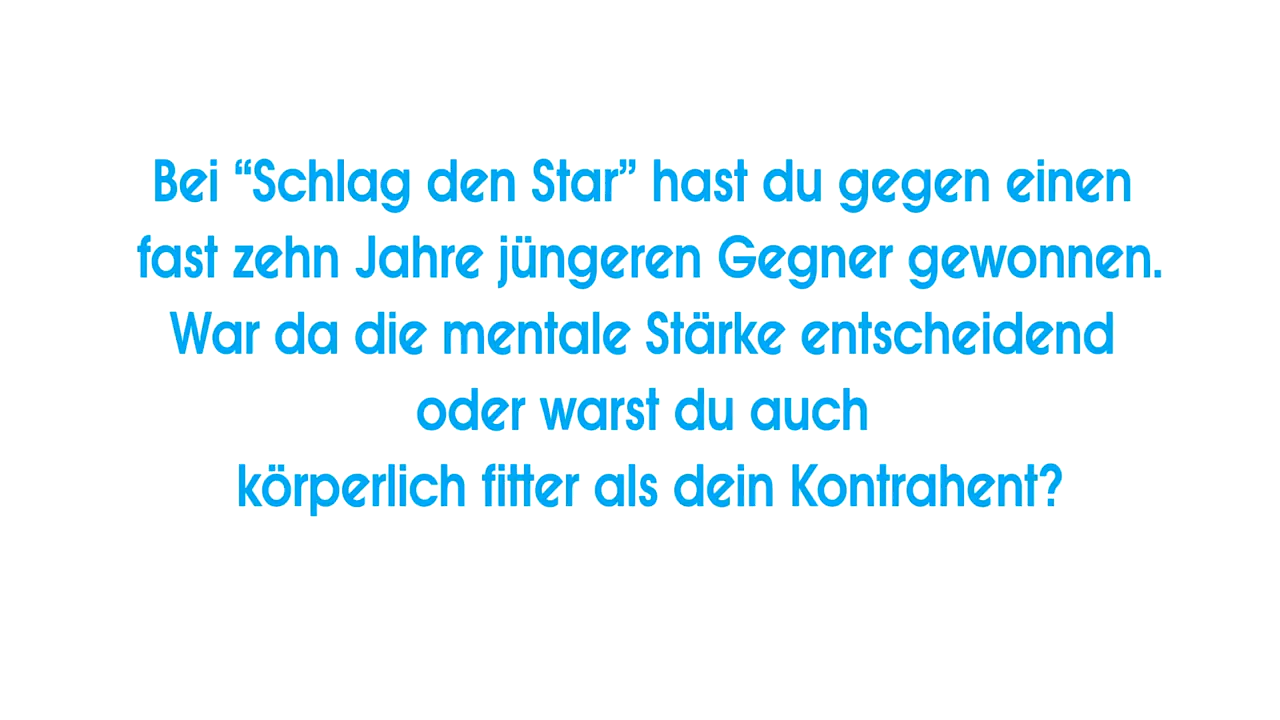 Bei “Schlag den Star” hast du gegen einen
fast zehn Jahre jüngeren Gegner gewonnen.
War da die mentale Stärke entscheidend
oder warst du auch
körperlich fitter als dein Kontrahent?